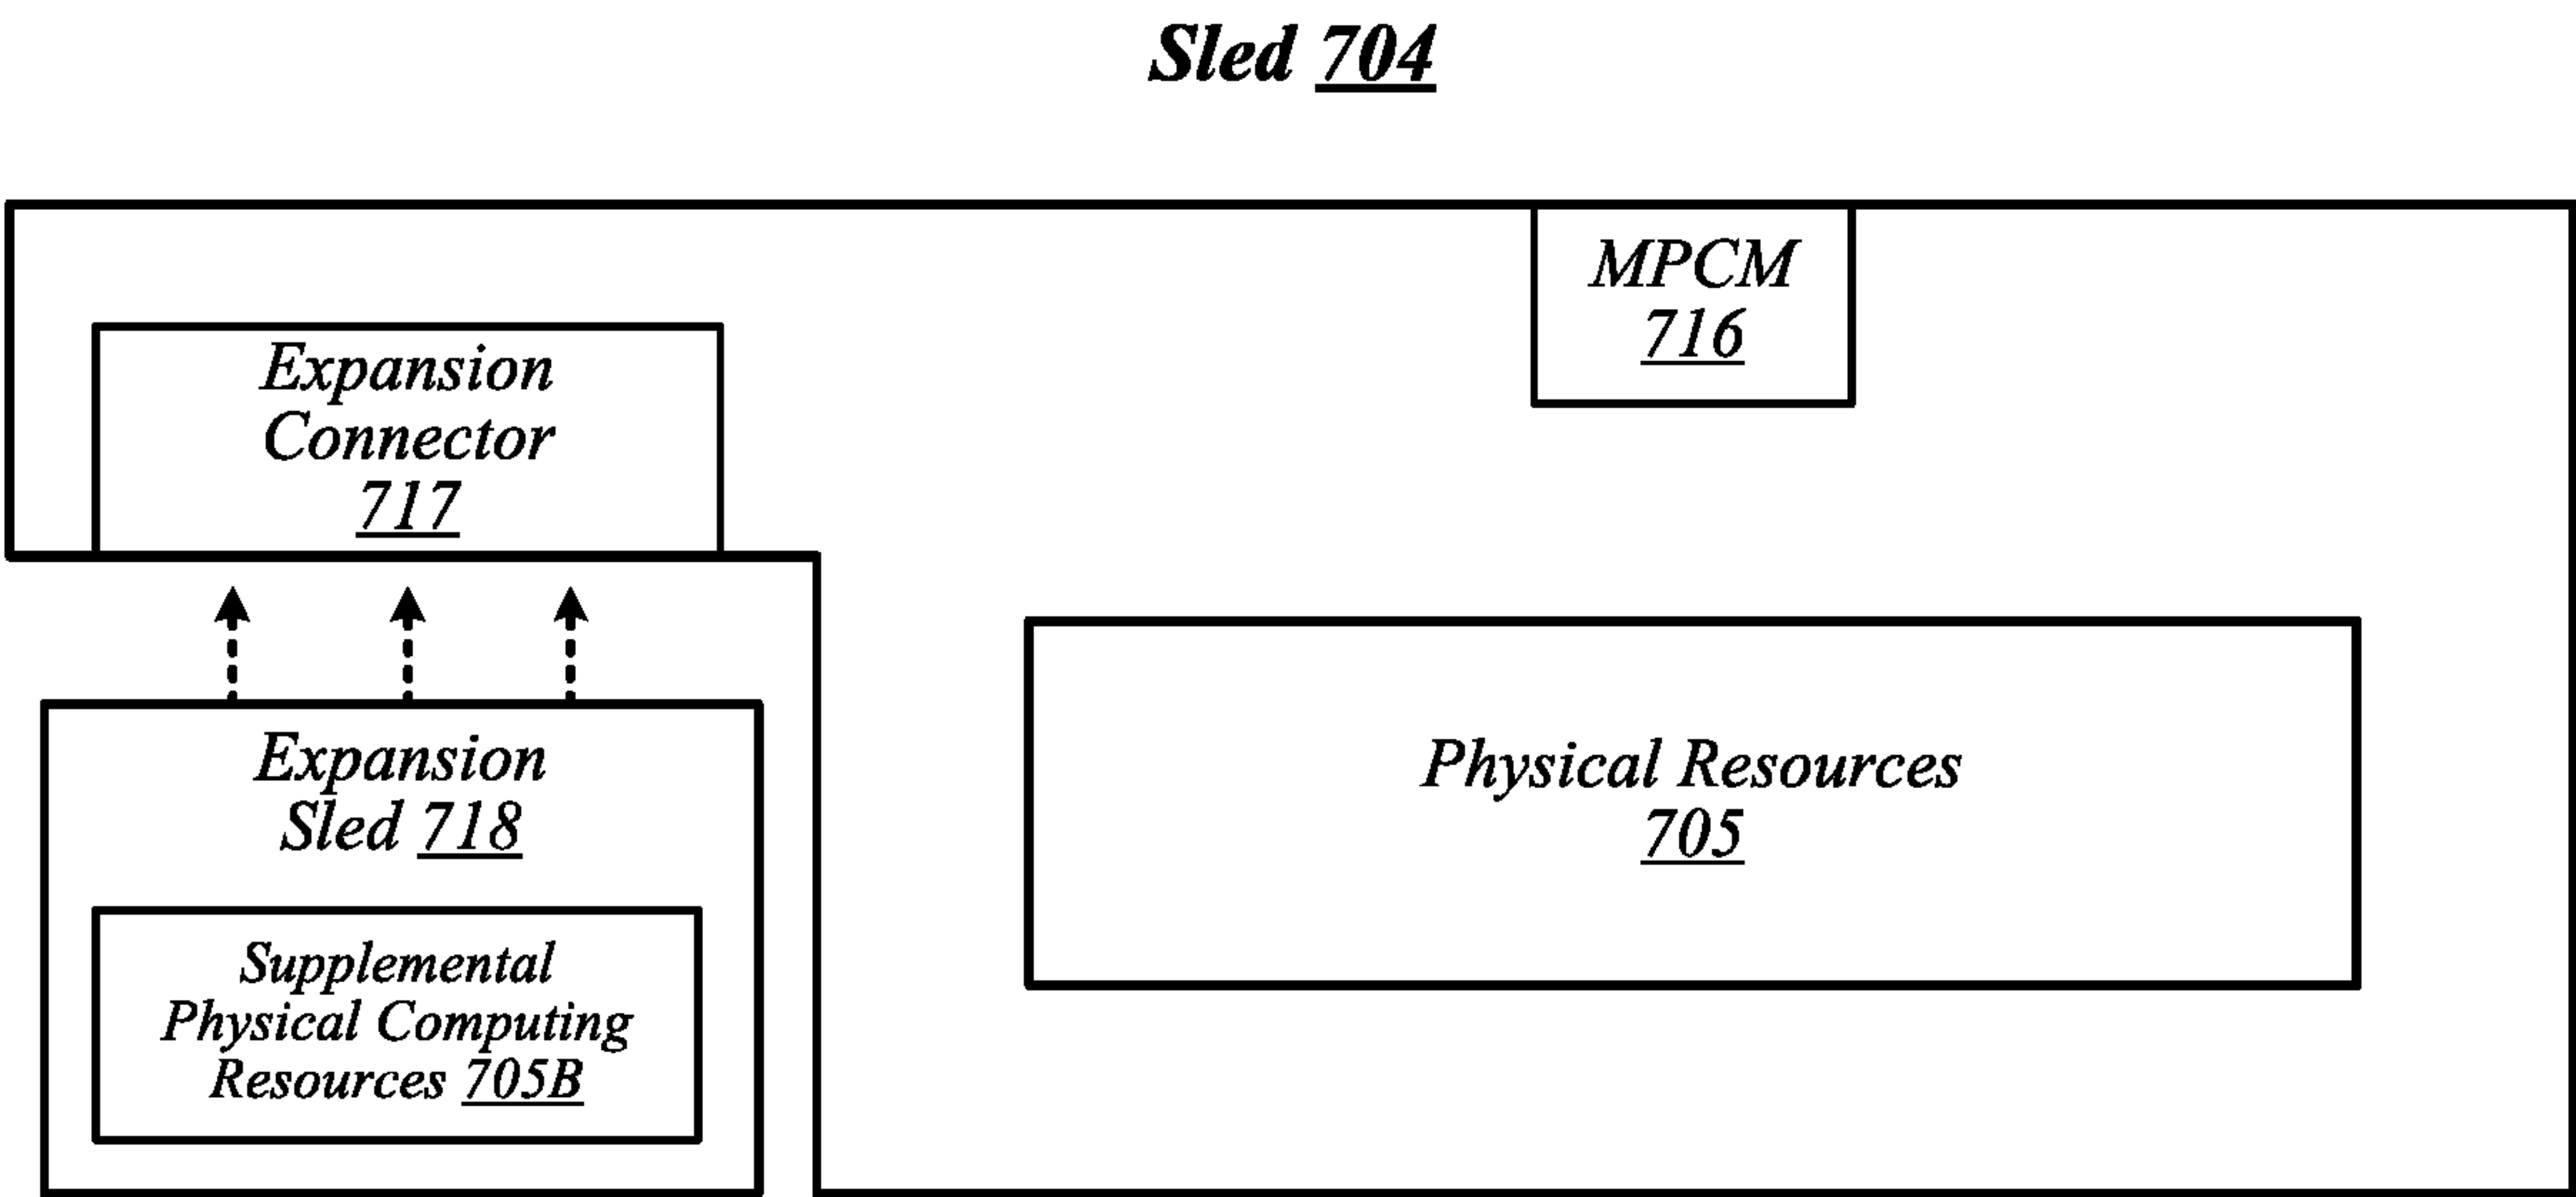 Sled 704
MPCM
716
Expansion
Connector
717
Expansion
Sled 718
Supplemental
Physical Computing
Resources 705B
Physical Resources
705